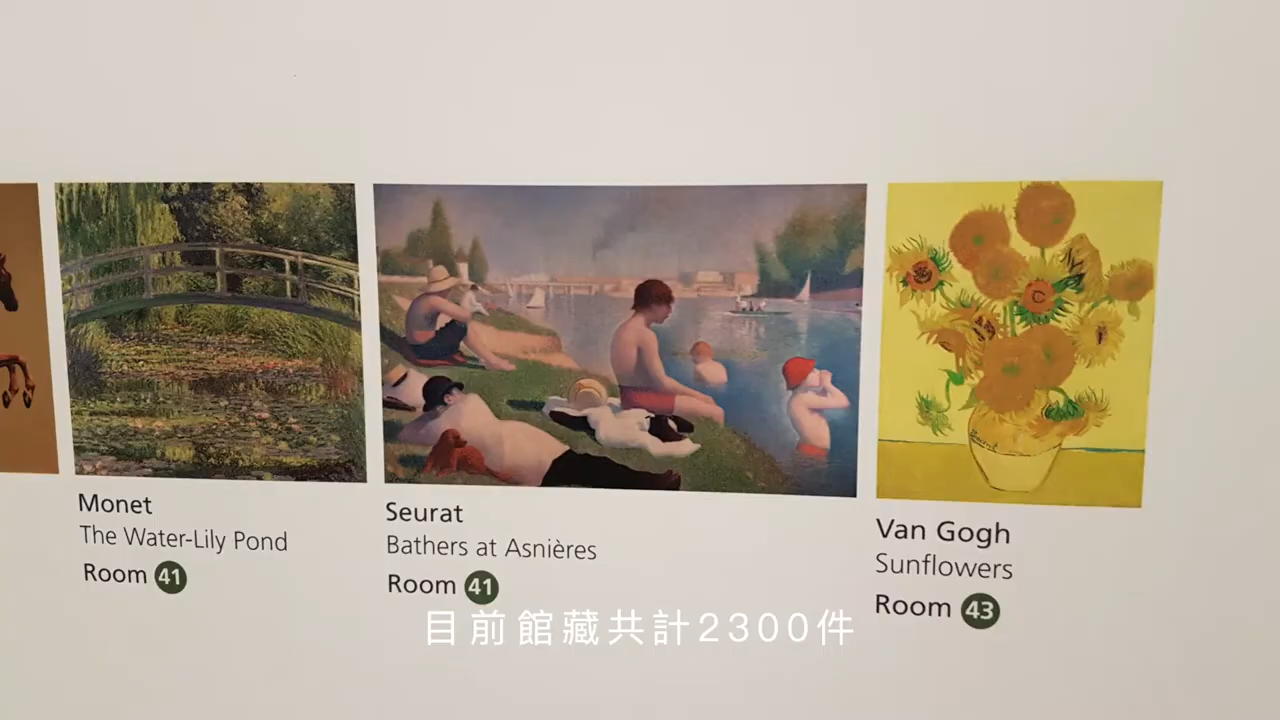 Monet
The Water-Lily Pond
Room 41
Seurat
Bathers at Asnières
Room 41
Van Gogh
Sunflowers
Room 43
目前館藏共計2300件